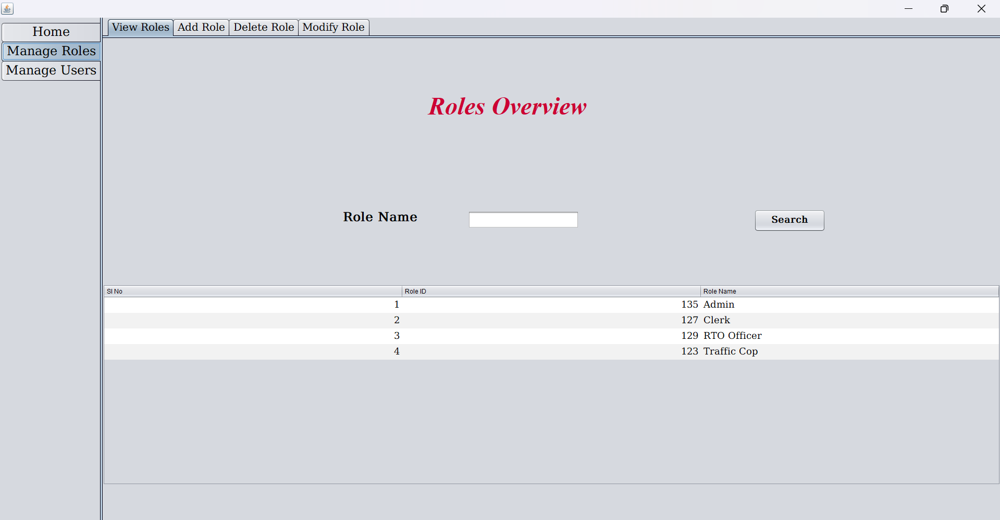 Home
Manage Roles
Manage Users
View Roles Add Role Delete Role Modify Role
Roles Overview
Role Name Search
Sl No Role ID Role Name
1 135 Admin
2 127 Clerk
3 129 RTO Officer
4 123 Traffic Cop